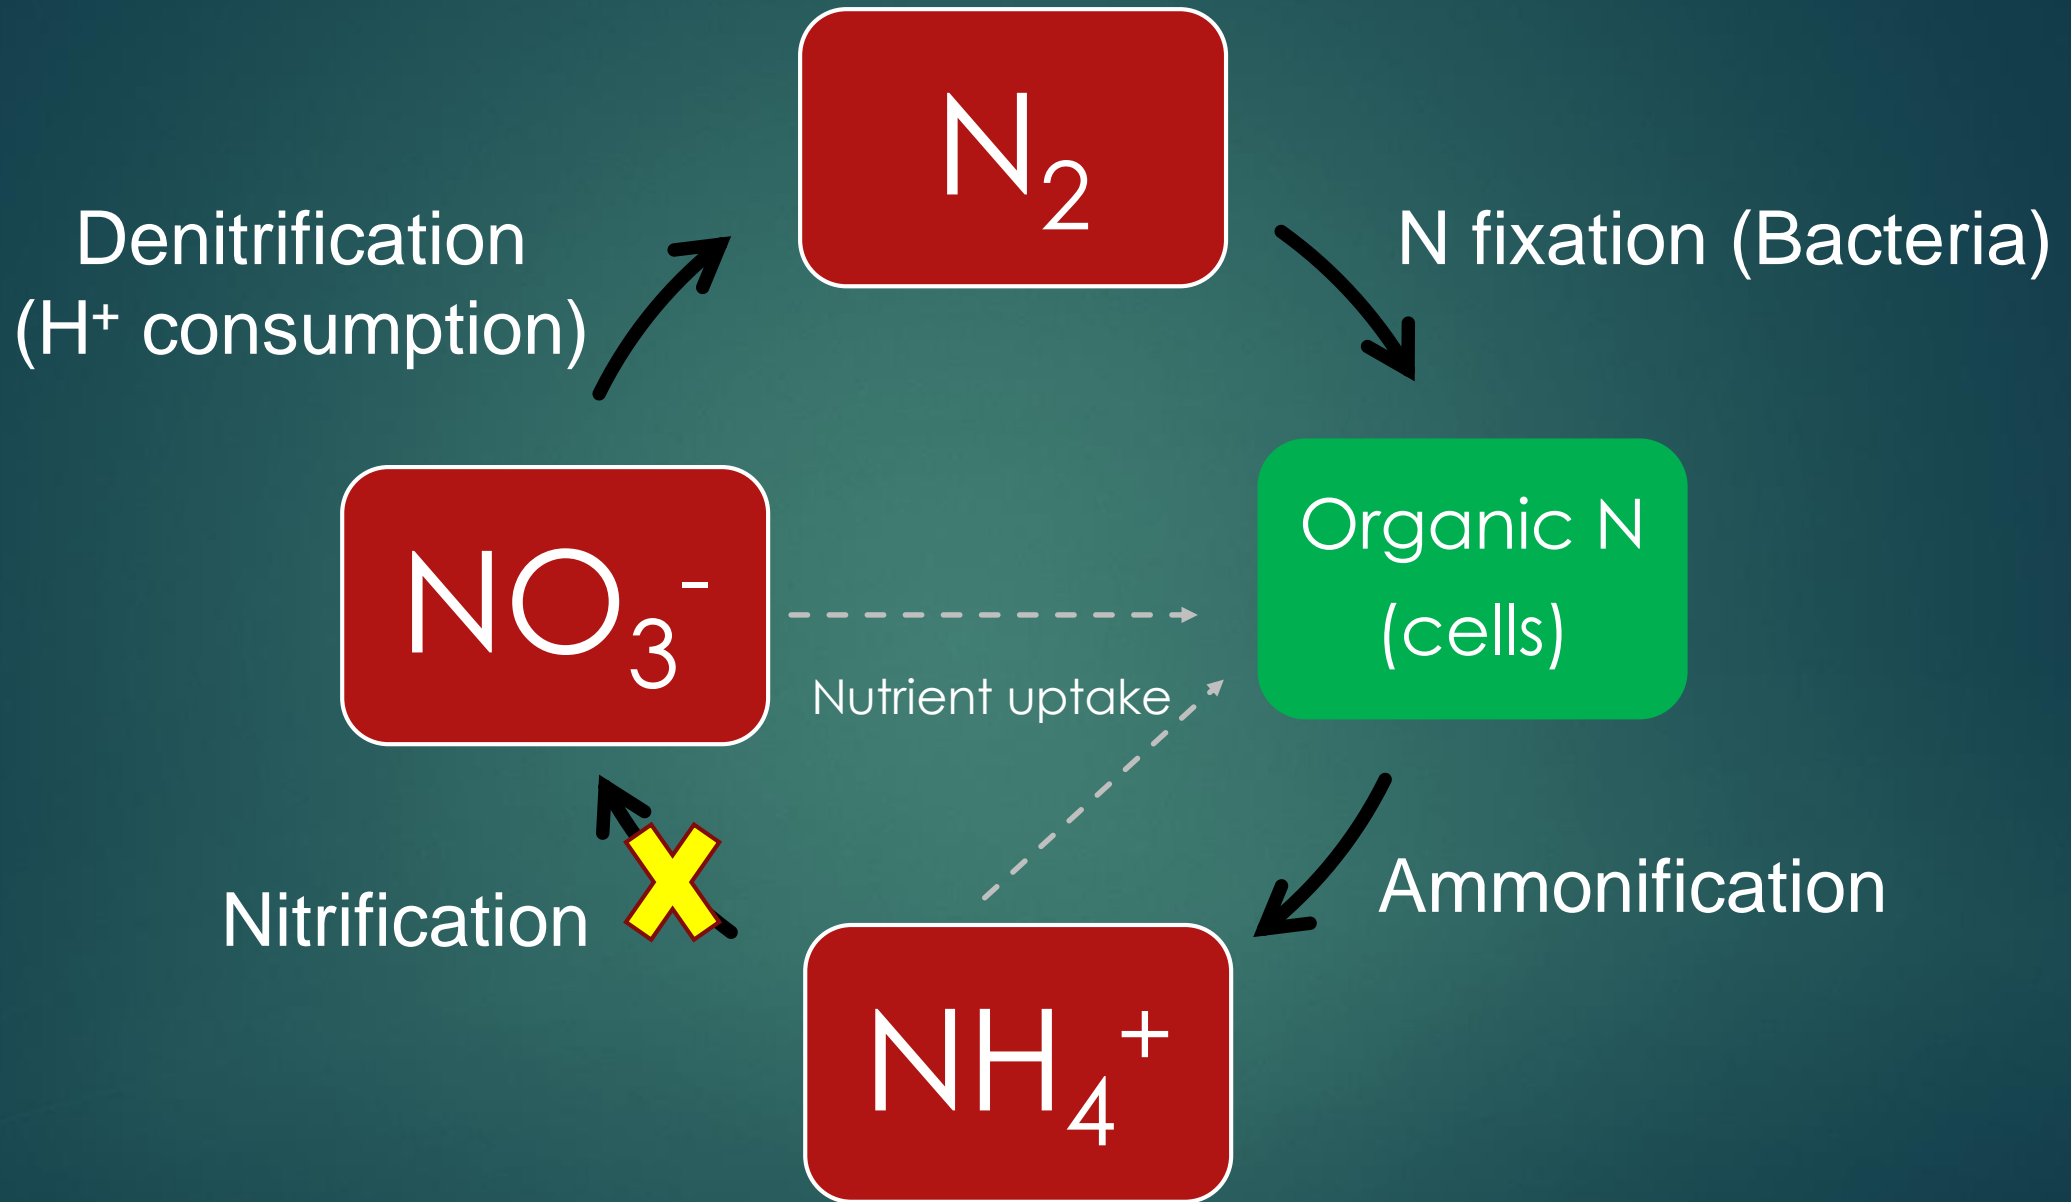 N₂
Denitrification
(H⁺ consumption)
N fixation (Bacteria)
NO₃⁻
Organic N
(cells)
Nutrient uptake
Nitrification
Ammonification
NH₄⁺